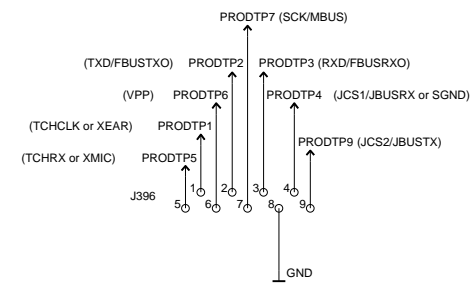 PRODTP7 (SCK/MBUS)
(TXD/FBUSTXO) PRODTP2 PRODTP3 (RXD/FBUSRXO)
(VPP) PRODTP6 PRODTP4 (JCS1/JBUSRX or SGND)
(TCHCLK or XEAR) PRODTP1
PRODTP9 (JCS2/JBUSTX)
(TCHRX or XMIC) PRODTP5
1 2 3 4
J396
5 6 7 8 9
GND